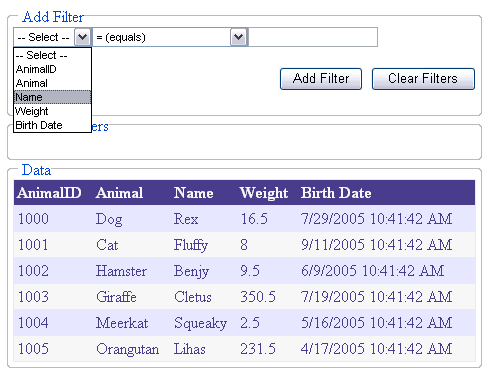 Add Filter
-- Select -- = (equals)
-- Select --
AnimalID
Animal
Name
Weight
Birth Date
Add Filter Clear Filters
ers
Data
AnimalID Animal Name Weight Birth Date
1000 Dog Rex 16.5 7/29/2005 10:41:42 AM
1001 Cat Fluffy 8 9/11/2005 10:41:42 AM
1002 Hamster Benjy 9.5 6/9/2005 10:41:42 AM
1003 Giraffe Cletus 350.5 7/19/2005 10:41:42 AM
1004 Meerkat Squeaky 2.5 5/16/2005 10:41:42 AM
1005 Orangutan Lihas 231.5 4/17/2005 10:41:42 AM